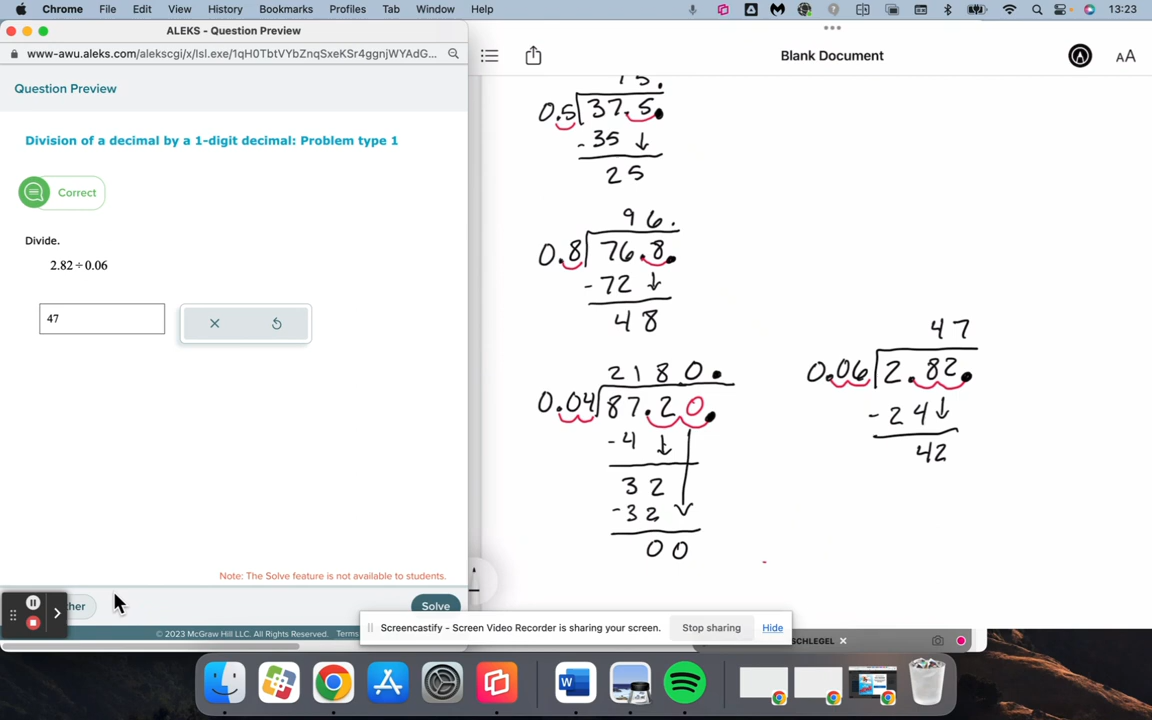 Chrome File Edit View History Bookmarks Profiles Tab Window Help 13:23
ALEKS - Question Preview
www-awu.aleks.com/alekscgi/x/Isl.exe/1qH0TbtVYbZnqSxeKSr4ggnjWYAdG...
Question Preview
Division of a decimal by a 1-digit decimal: Problem type 1
Correct
Divide.
2.82 ÷ 0.06
47
Note: The Solve feature is not available to students.
ther
Solve
© 2023 McGraw Hill LLC. All Rights Reserved. Terms
Blank Document
AA
75.
0.5 37.5.
-35
25
96.
0.8 76.8.
-72
48
2180.
0.04 87.20.
-4
32
-32
00
47
0.06 2.82.
-24
42
Screencastify - Screen Video Recorder is sharing your screen. Stop sharing Hide
SCHLEGEL